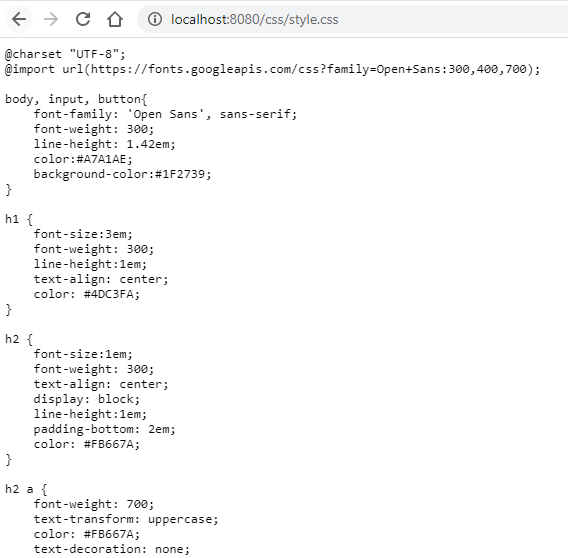 localhost:8080/css/style.css
@charset "UTF-8";
@import url(https://fonts.googleapis.com/css?family=Open+Sans:300,400,700);

body, input, button{
    font-family: 'Open Sans', sans-serif;
    font-weight: 300;
    line-height: 1.42em;
    color:#A7A1AE;
    background-color:#1F2739;
}

h1 {
    font-size:3em;
    font-weight: 300;
    line-height:1em;
    text-align: center;
    color: #4DC3FA;
}

h2 {
    font-size:1em;
    font-weight: 300;
    text-align: center;
    display: block;
    line-height:1em;
    padding-bottom: 2em;
    color: #FB667A;
}

h2 a {
    font-weight: 700;
    text-transform: uppercase;
    color: #FB667A;
    text-decoration: none;